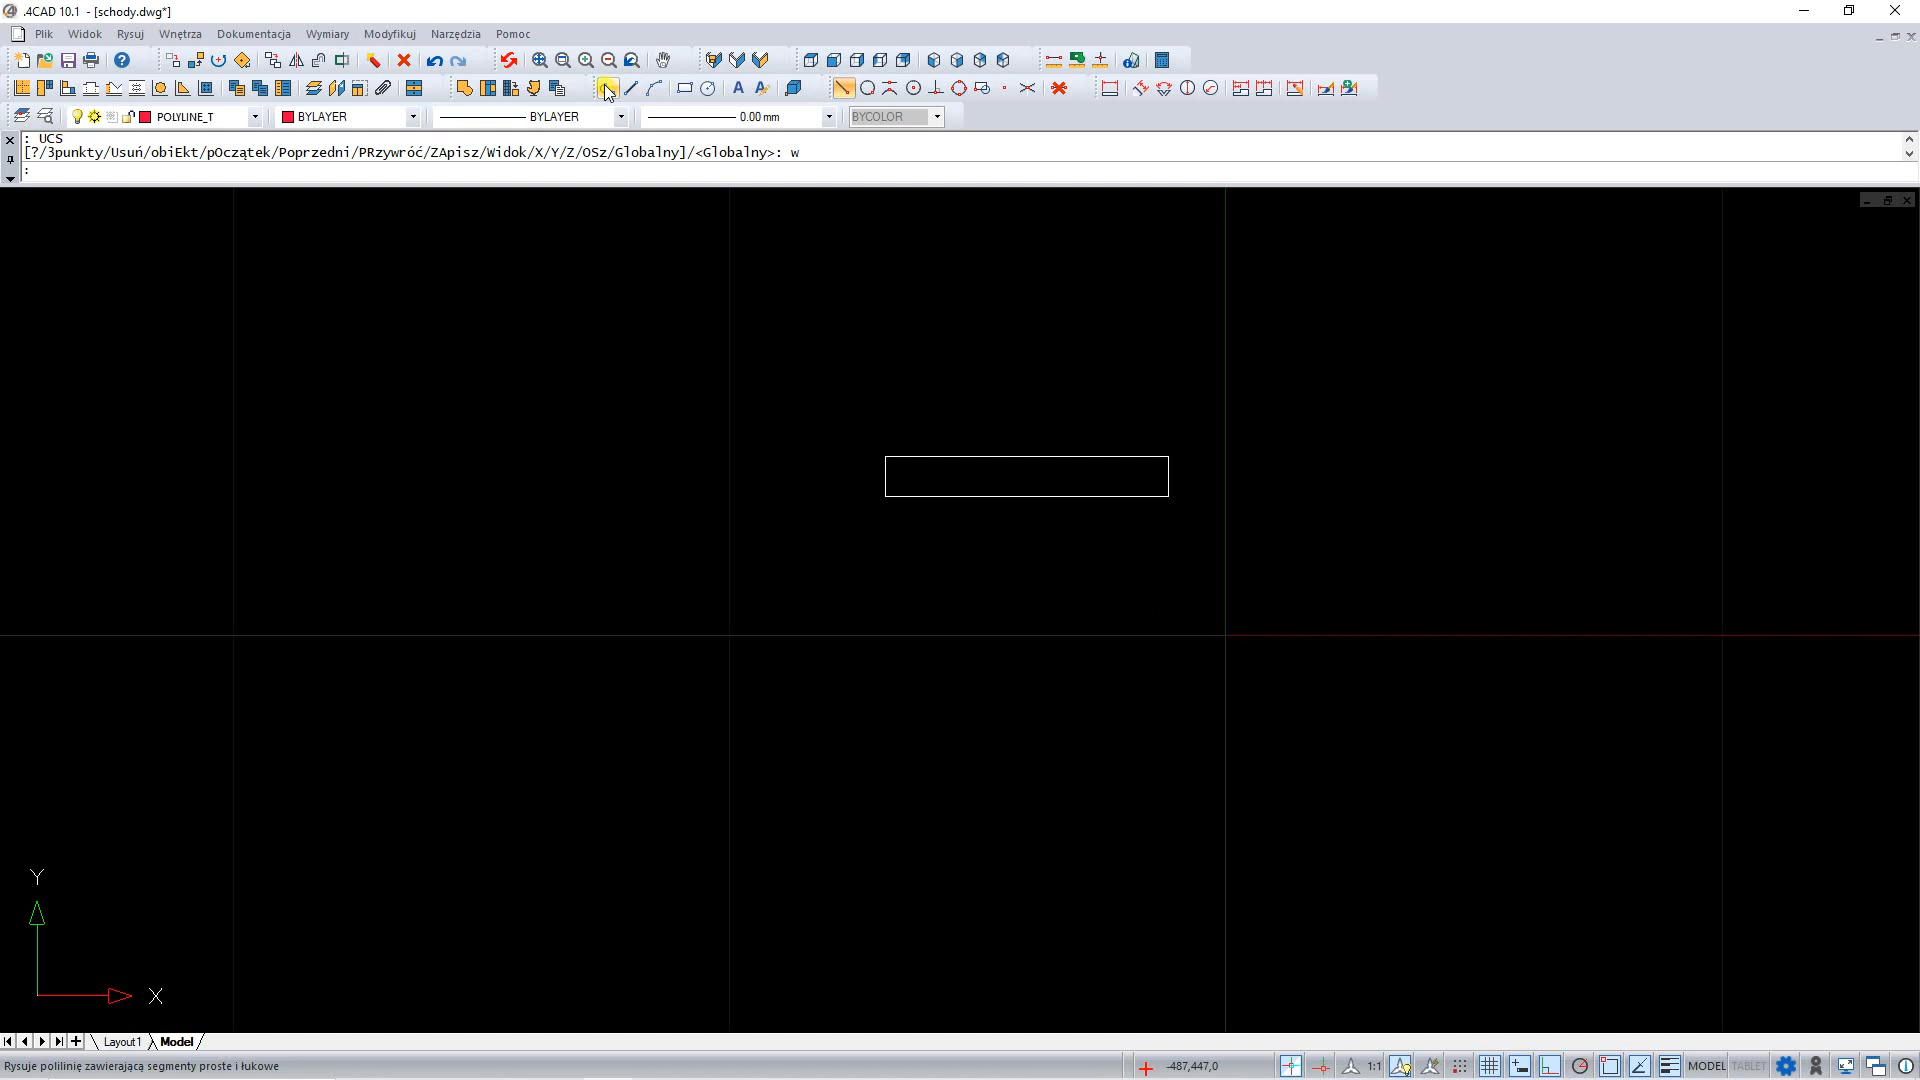 .4CAD 10.1 - [schody.dwg*]
Plik Widok Rysuj Wnętrza Dokumentacja Wymiary Modyfikuj Narzędzia Pomoc
POLYLINE_T BYLAYER BYLAYER 0.00 mm BYCOLOR
: UCS
[?/3punkty/Usuń/obiEkt/pOczątek/Poprzedni/PRzywróć/ZApisz/Widok/X/Y/Z/OSz/Globalny]/<Globalny>: w
:
Y
X
Layout1 Model
Rysuje polilinię zawierającą segmenty proste i łukowe -487,447,0 1:1 MODEL TABLET